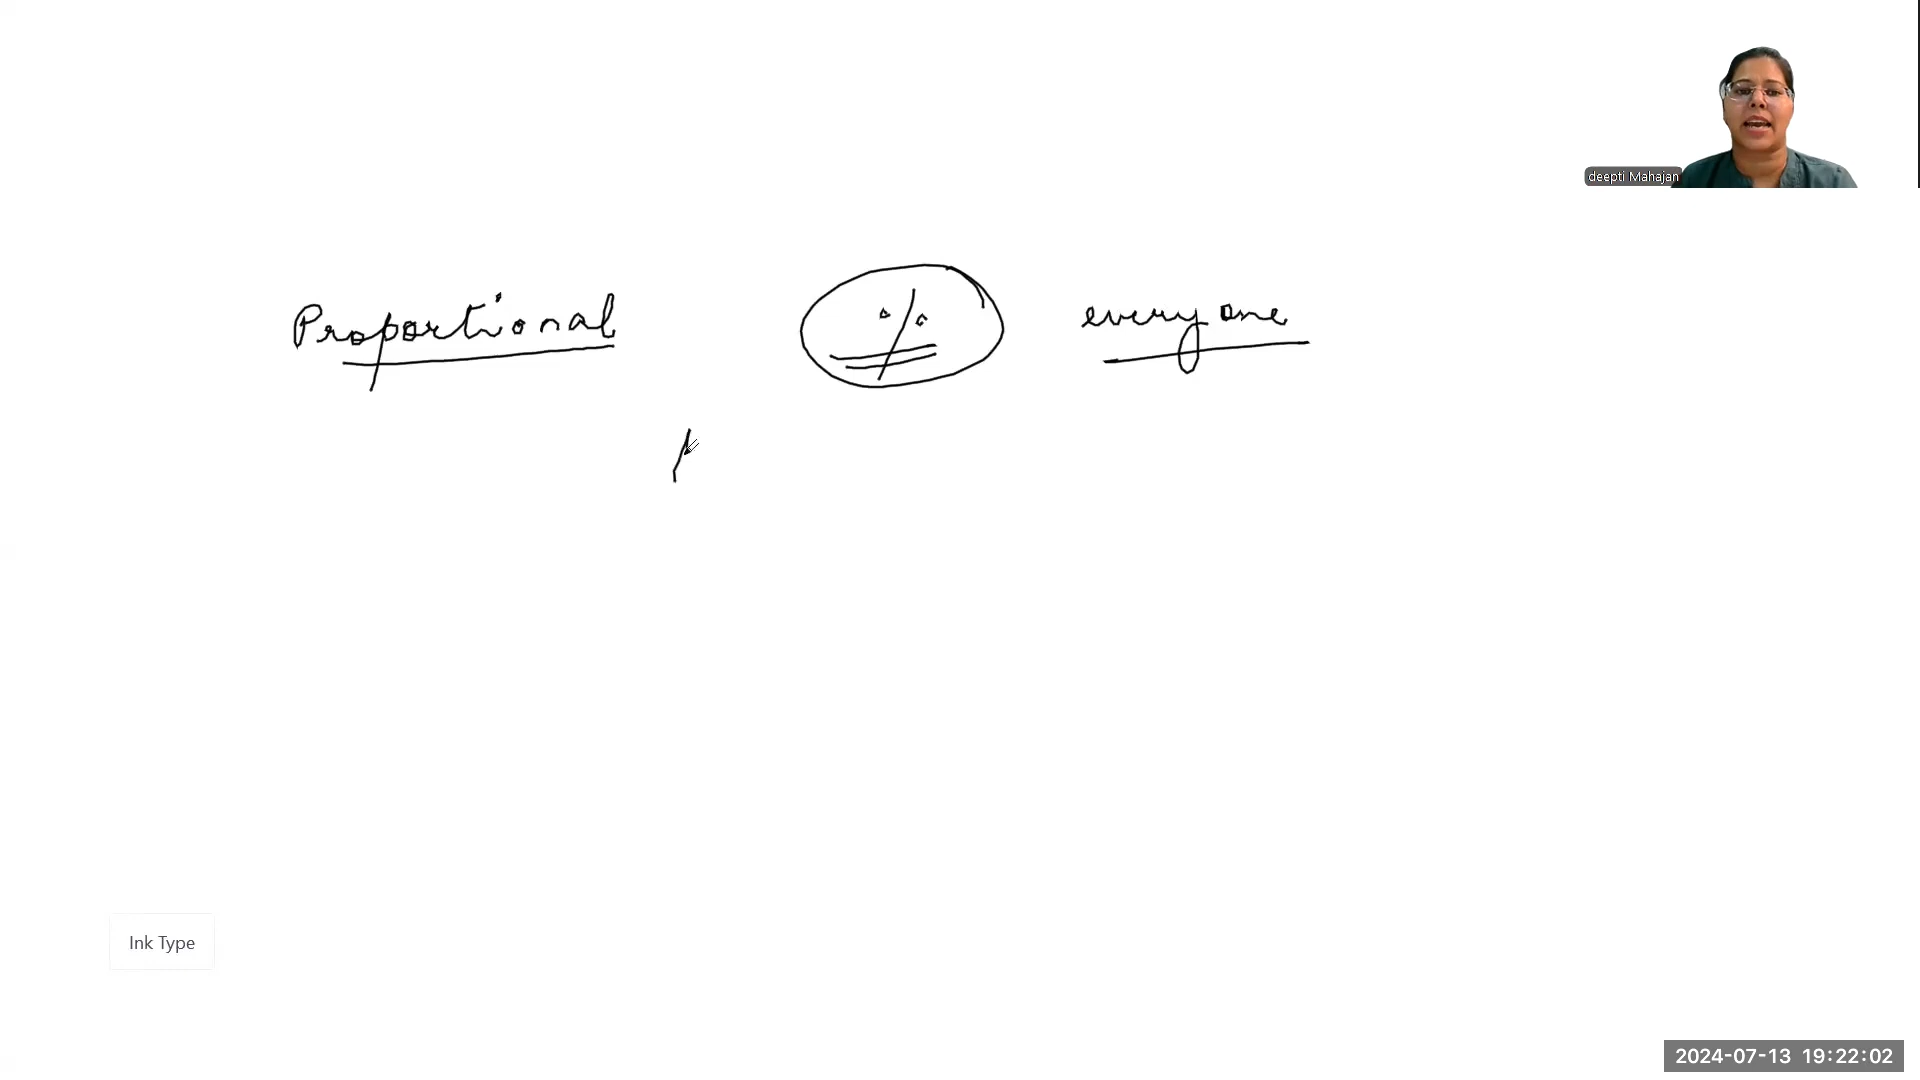 deepti Mahajan
Proportional % everyone
Ink Type
2024-07-13 19:22:02